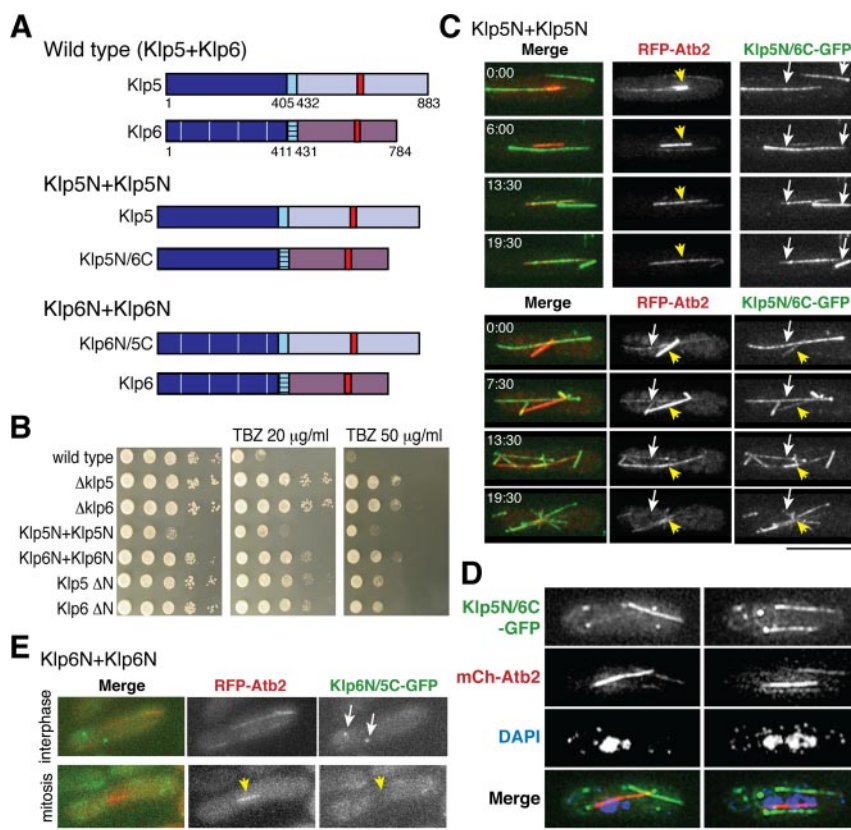 A
Wild type (Klp5+Klp6)
Klp5
1 405 432 883
Klp6
1 411 431 784
Klp5N+Klp5N
Klp5
Klp5N/6C
Klp6N+Klp6N
Klp6N/5C
Klp6
B
TBZ 20 μg/ml TBZ 50 μg/ml
wild type
Δklp5
Δklp6
Klp5N+Klp5N
Klp6N+Klp6N
Klp5 ΔN
Klp6 ΔN
C Klp5N+Klp5N
Merge RFP-Atb2 Klp5N/6C-GFP
0:00
6:00
13:30
19:30
Merge RFP-Atb2 Klp5N/6C-GFP
0:00
7:30
13:30
19:30
D
Klp5N/6C
-GFP
mCh-Atb2
DAPI
Merge
E Klp6N+Klp6N
Merge RFP-Atb2 Klp6N/5C-GFP
interphase
mitosis